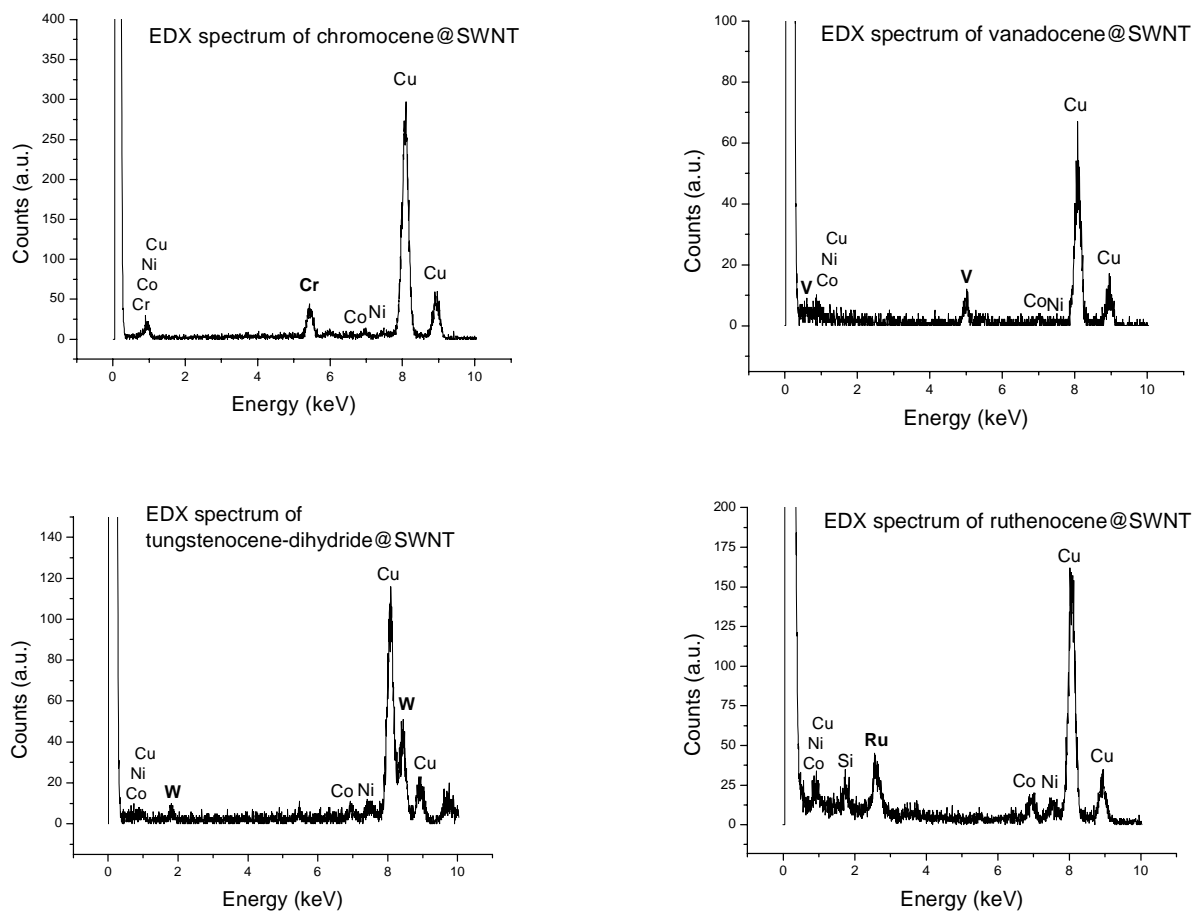 EDX spectrum of chromocene@SWNT
400
350
300
250
200
150
100
50
0
Counts (a.u.)
Cu
Ni
Co
Cr
Cr
Co Ni
Cu
Cu
0 2 4 6 8 10
Energy (keV)
EDX spectrum of vanadocene@SWNT
100
80
60
40
20
0
Counts (a.u.)
Cu
Ni
V Co
V
Co Ni
Cu
Cu
0 2 4 6 8 10
Energy (keV)
EDX spectrum of
tungstenocene-dihydride@SWNT
140
120
100
80
60
40
20
0
Counts (a.u.)
Cu
Ni
Co
W
Co Ni
Cu
W
Cu
0 2 4 6 8 10
Energy (keV)
EDX spectrum of ruthenocene@SWNT
200
175
150
125
100
75
50
25
0
Counts (a.u.)
Cu
Ni
Co
Si
Ru
Co Ni
Cu
Cu
0 2 4 6 8 10
Energy (keV)